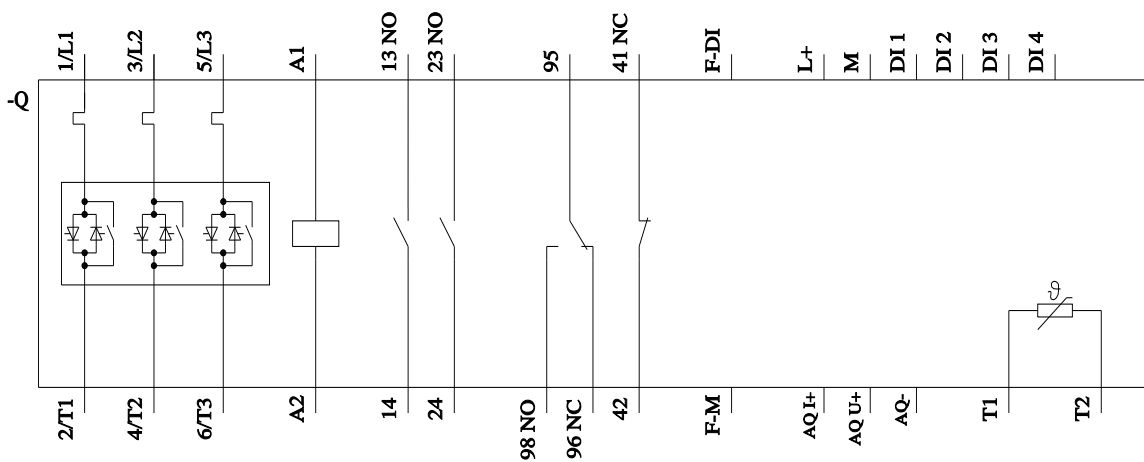 1/L1
3/L2
5/L3
A1
13 NO
23 NO
95
41 NC
F-DI
L+
M
DI 1
DI 2
DI 3
DI 4
-Q
ϑ
2/T1
4/T2
6/T3
A2
14
24
98 NO
96 NC
42
F-M
AQ I+
AQ U+
AQ-
T1
T2